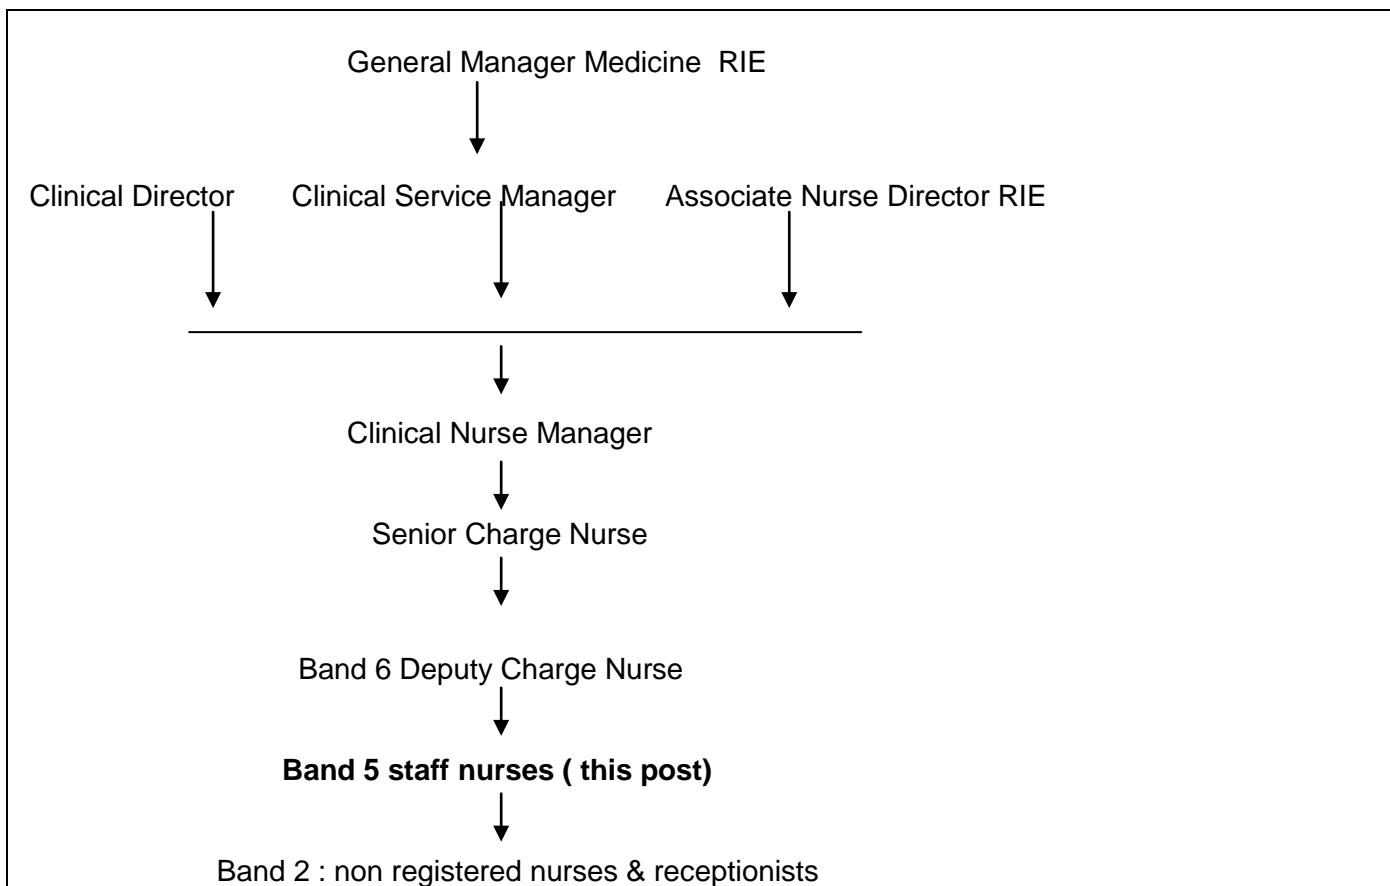 General Manager Medicine  RIE
Clinical Director Clinical Service Manager Associate Nurse Director RIE
Clinical Nurse Manager
Senior Charge Nurse
Band 6 Deputy Charge Nurse
Band 5 staff nurses ( this post)
Band 2 : non registered nurses & receptionists